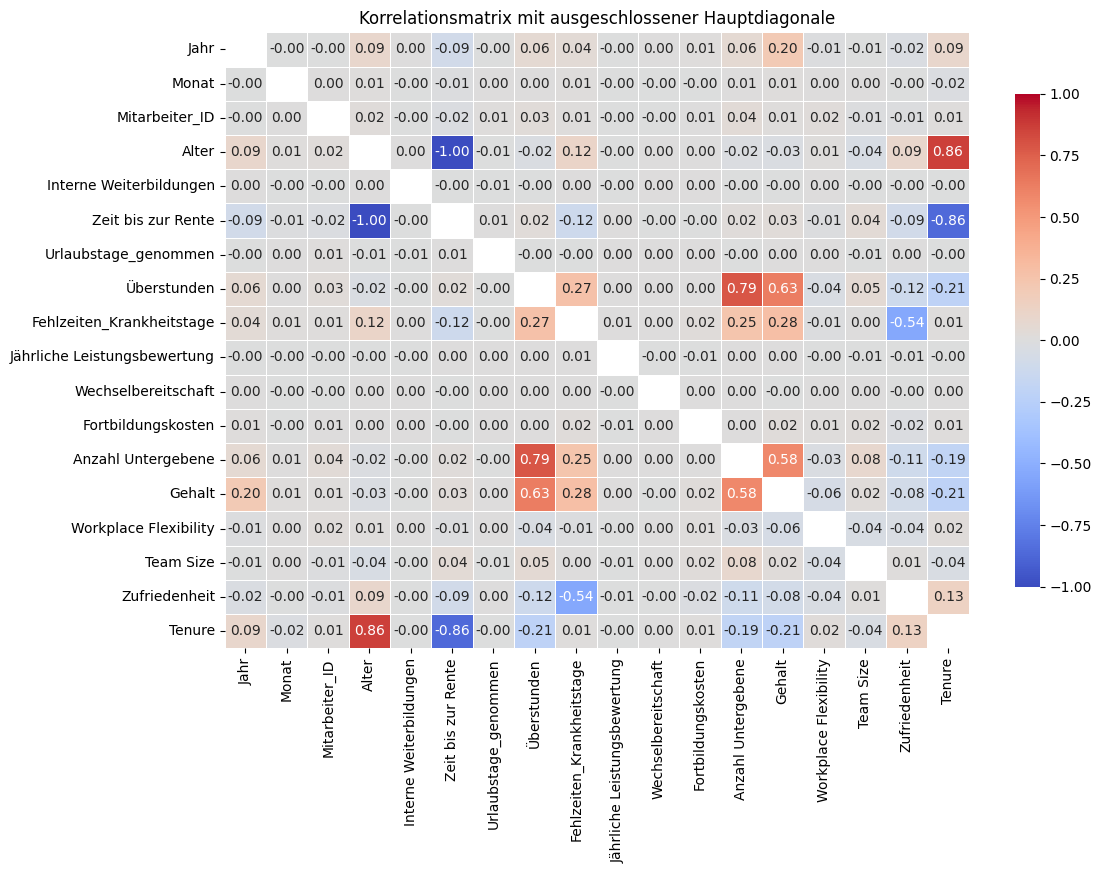 Korrelationsmatrix mit ausgeschlossener Hauptdiagonale
Jahr -0.00 -0.00 0.09 0.00 -0.09 -0.00 0.06 0.04 -0.00 0.00 0.01 0.06 0.20 -0.01 -0.01 -0.02 0.09
Monat -0.00 0.00 0.01 0.00 -0.01 0.00 0.00 0.01 -0.00 -0.00 -0.00 0.01 0.01 0.00 0.00 -0.00 -0.02
Mitarbeiter_ID -0.00 0.00 0.02 -0.00 -0.02 0.01 0.03 0.01 -0.00 -0.00 0.01 0.04 0.01 0.02 -0.01 -0.01 0.01
Alter 0.09 0.01 0.02 0.00 -1.00 -0.01 -0.02 0.12 -0.00 0.00 0.00 -0.02 -0.03 0.01 -0.04 0.09 0.86
Interne Weiterbildungen 0.00 0.00 -0.00 0.00 -0.00 -0.01 -0.00 0.00 -0.00 0.00 0.00 -0.00 -0.00 0.00 -0.00 -0.00 -0.00
Zeit bis zur Rente -0.09 -0.01 -0.02 -1.00 -0.00 0.01 0.02 -0.12 0.00 -0.00 -0.00 0.02 0.03 -0.01 0.04 -0.09 -0.86
Urlaubstage_genommen -0.00 0.00 0.01 -0.01 -0.01 0.01 -0.00 -0.00 0.00 0.00 0.00 -0.00 0.00 0.00 -0.01 0.00 -0.00
Überstunden 0.06 0.00 0.03 -0.02 -0.00 0.02 -0.00 0.27 0.00 0.00 0.00 0.79 0.63 -0.04 0.05 -0.12 -0.21
Fehlzeiten_Krankheitstage 0.04 0.01 0.01 0.12 0.00 -0.12 -0.00 0.27 0.01 0.00 0.02 0.25 0.28 -0.01 0.00 -0.54 0.01
Jährliche Leistungsbewertung -0.00 -0.00 -0.00 -0.00 -0.00 0.00 0.00 0.00 0.01 -0.00 -0.01 0.00 0.00 -0.00 -0.01 -0.01 -0.00
Wechselbereitschaft 0.00 -0.00 -0.00 0.00 0.00 -0.00 0.00 0.00 0.00 -0.00 0.00 0.00 -0.00 0.00 0.00 -0.00 0.00
Fortbildungskosten 0.01 -0.00 0.01 0.00 0.00 -0.00 0.00 0.00 0.02 -0.01 0.00 0.00 0.02 0.01 0.02 -0.02 0.01
Anzahl Untergebene 0.06 0.01 0.04 -0.02 -0.00 0.02 -0.00 0.79 0.25 0.00 0.00 0.00 0.58 -0.03 0.08 -0.11 -0.19
Gehalt 0.20 0.01 0.01 -0.03 -0.00 0.03 0.00 0.63 0.28 0.00 -0.00 0.02 0.58 -0.06 0.02 -0.08 -0.21
Workplace Flexibility -0.01 0.00 0.02 0.01 0.00 -0.01 0.00 -0.04 -0.01 -0.00 0.00 0.01 -0.03 -0.06 -0.04 -0.04 0.02
Team Size -0.01 0.00 -0.01 -0.04 -0.00 0.04 -0.01 0.05 0.00 -0.01 0.00 0.02 0.08 0.02 -0.04 0.01 -0.04
Zufriedenheit -0.02 -0.00 -0.01 0.09 -0.00 -0.09 0.00 -0.12 -0.54 -0.01 -0.00 -0.02 -0.11 -0.08 -0.04 0.01 0.13
Tenure 0.09 -0.02 0.01 0.86 -0.00 -0.86 -0.00 -0.21 0.01 -0.00 0.00 0.01 -0.19 -0.21 0.02 -0.04 0.13
Jahr
Monat
Mitarbeiter_ID
Alter
Interne Weiterbildungen
Zeit bis zur Rente
Urlaubstage_genommen
Überstunden
Fehlzeiten_Krankheitstage
Jährliche Leistungsbewertung
Wechselbereitschaft
Fortbildungskosten
Anzahl Untergebene
Gehalt
Workplace Flexibility
Team Size
Zufriedenheit
Tenure
1.00
0.75
0.50
0.25
0.00
−0.25
−0.50
−0.75
−1.00